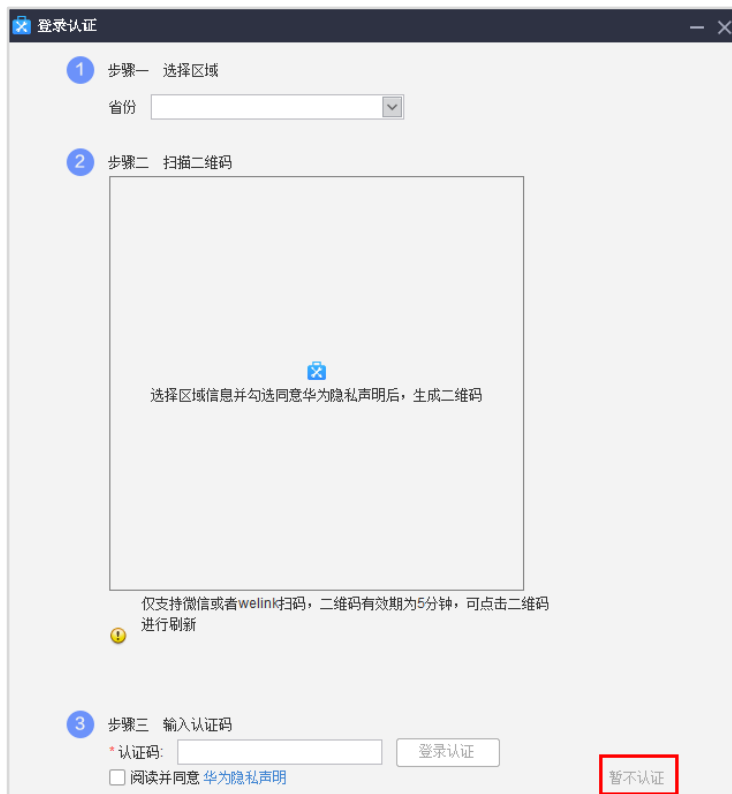 登录认证
1 步骤一 选择区域
省份
2 步骤二 扫描二维码
选择区域信息并勾选同意华为隐私声明后，生成二维码
仅支持微信或者welink扫码，二维码有效期为5分钟，可点击二维码
进行刷新
3 步骤三 输入认证码
*认证码: 登录认证
阅读并同意 华为隐私声明 暂不认证